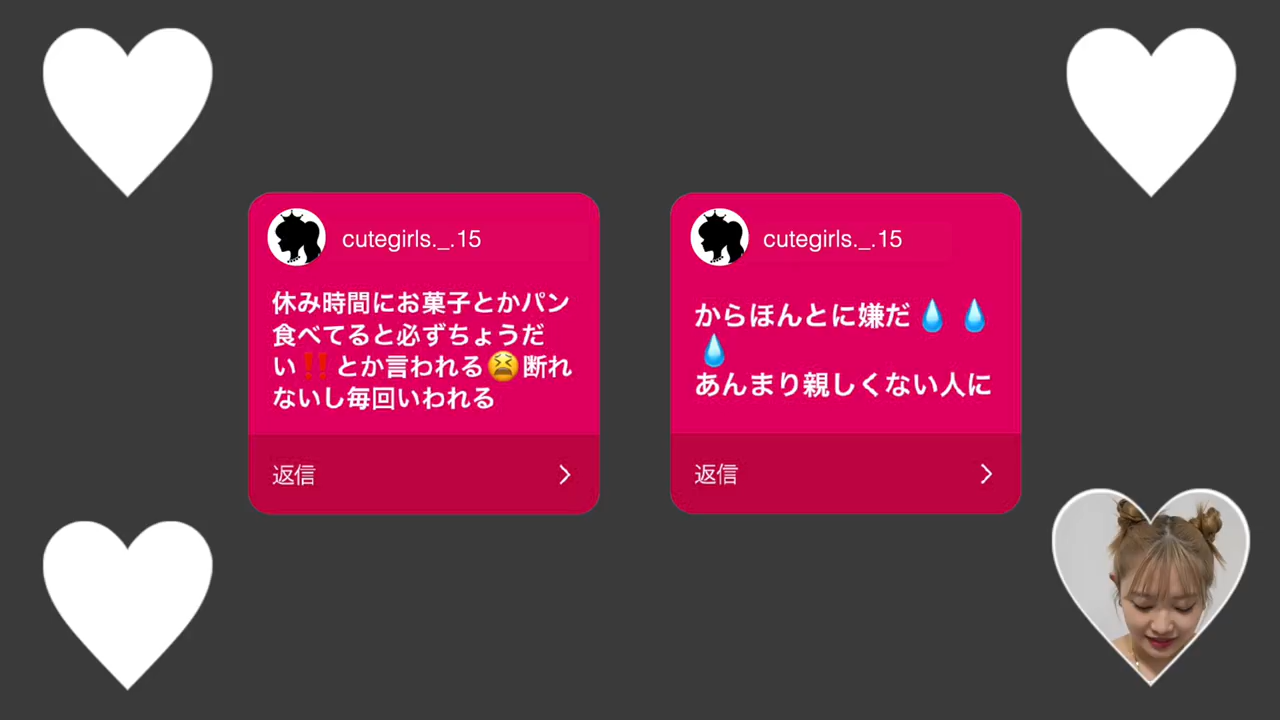 cutegirls._.15
休み時間にお菓子とかパン
食べてると必ずちょうだ
い‼️とか言われる😫断れ
ないし毎回いわれる
返信
cutegirls._.15
からほんとに嫌だ💧💧
💧
あんまり親しくない人に
返信